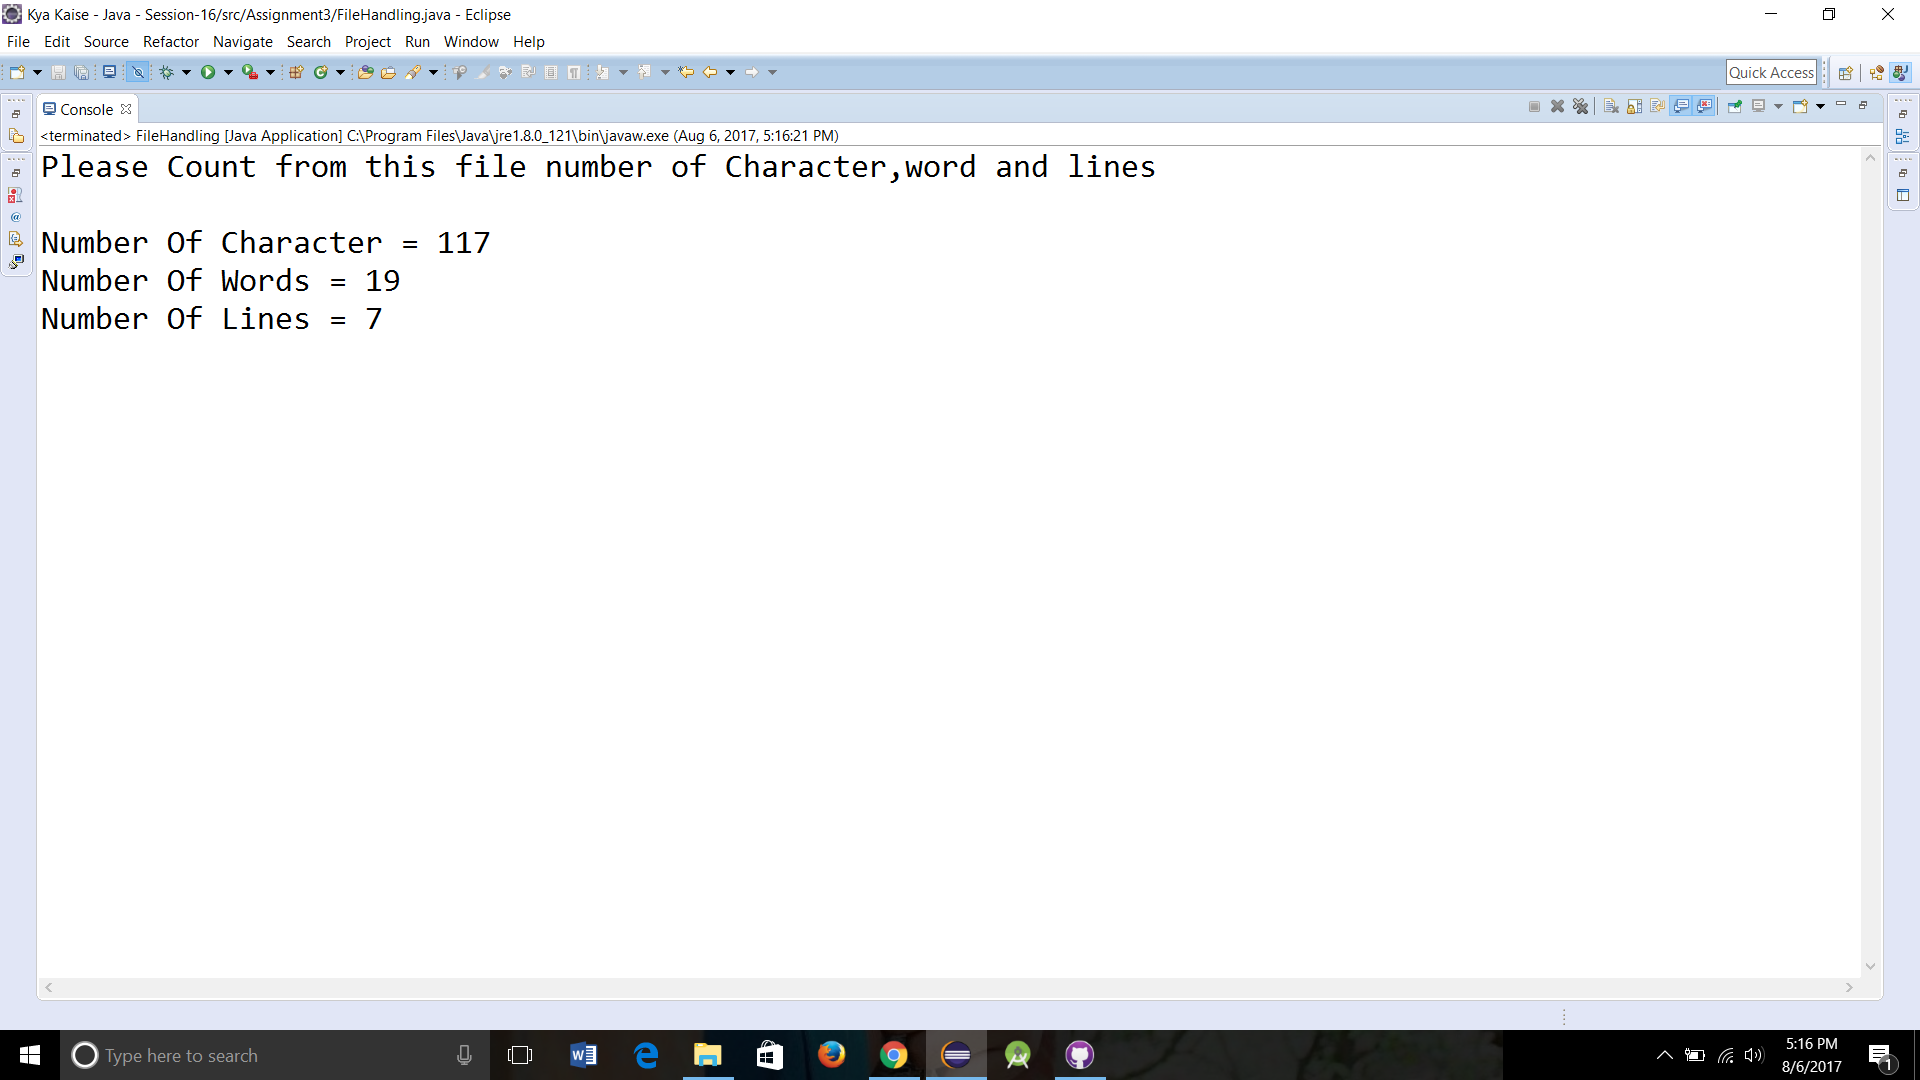 Kya Kaise - Java - Session-16/src/Assignment3/FileHandling.java - Eclipse
File Edit Source Refactor Navigate Search Project Run Window Help
Quick Access
Console
<terminated> FileHandling [Java Application] C:\Program Files\Java\jre1.8.0_121\bin\javaw.exe (Aug 6, 2017, 5:16:21 PM)
Please Count from this file number of Character,word and lines
Number Of Character = 117
Number Of Words = 19
Number Of Lines = 7
Type here to search
5:16 PM
8/6/2017
1